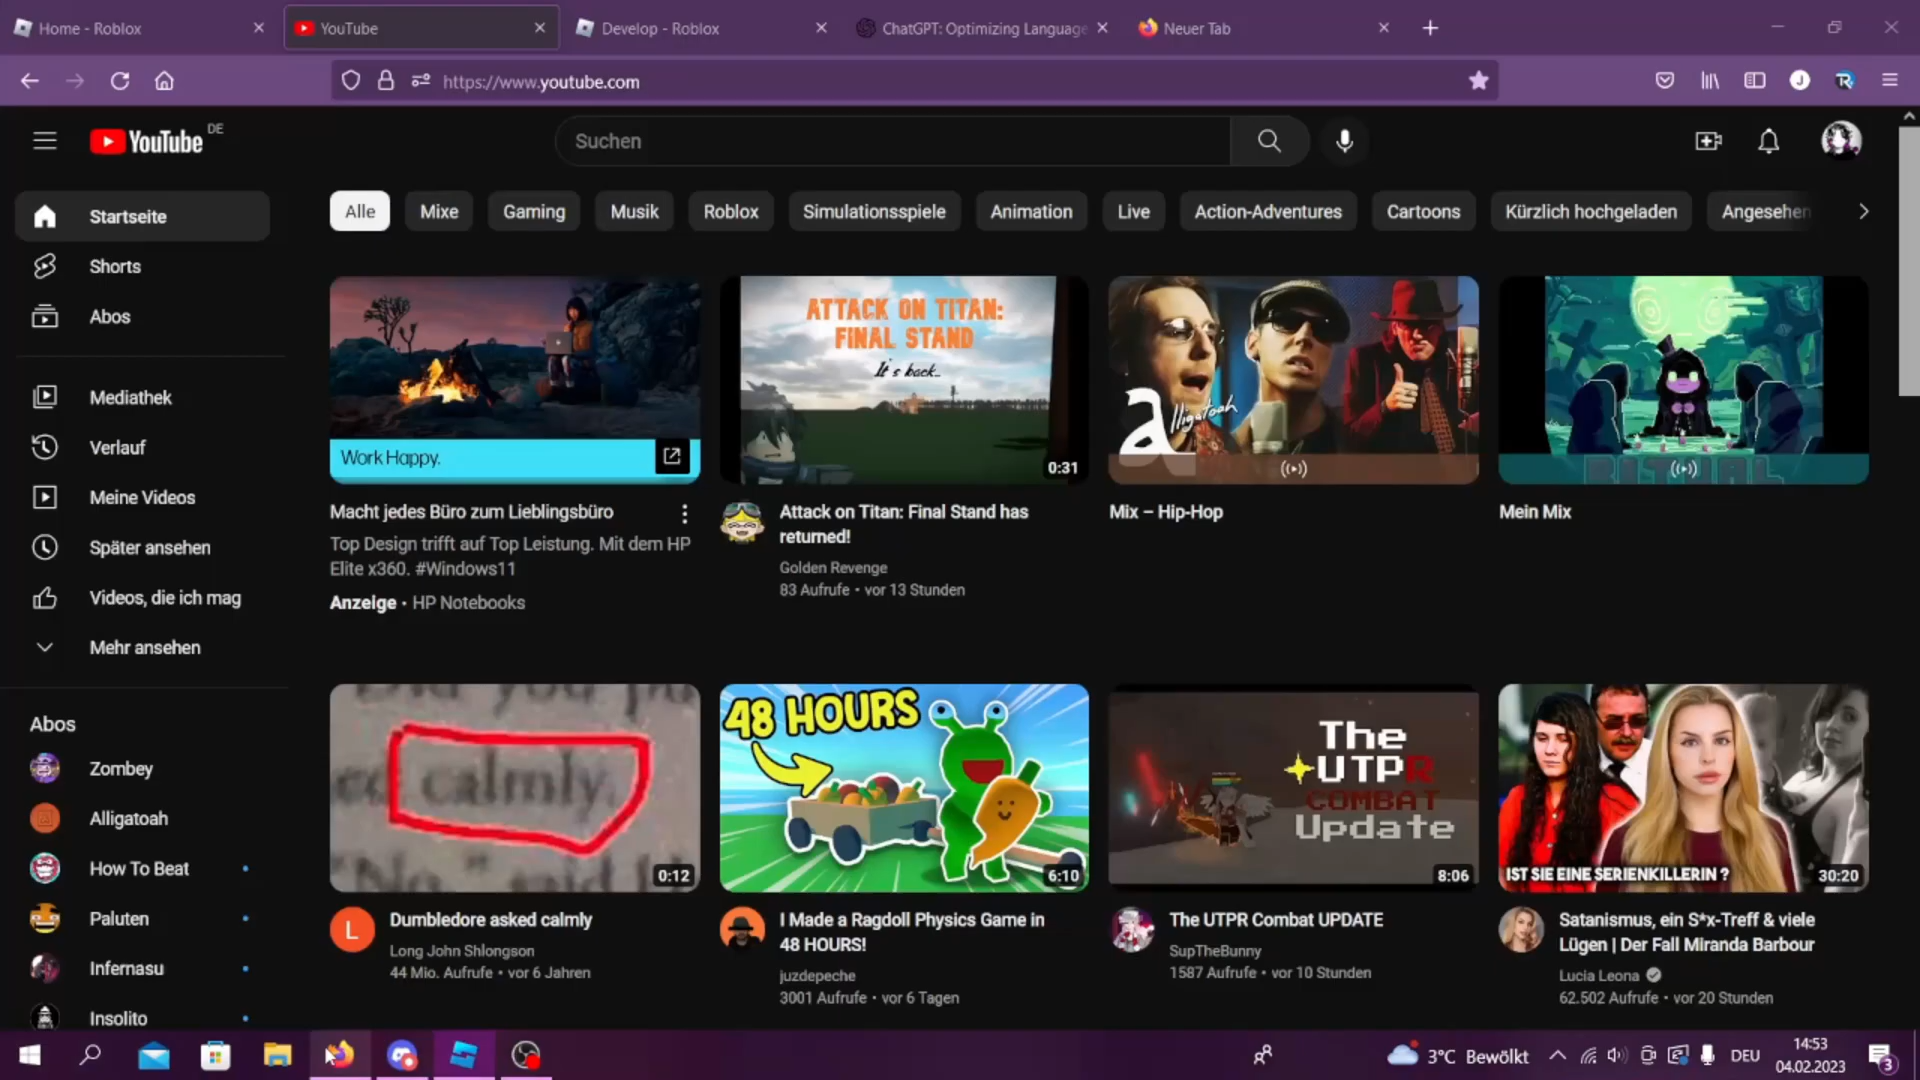 Home - Roblox
YouTube
Develop - Roblox
ChatGPT: Optimizing Language
Neuer Tab
https://www.youtube.com
J
YouTube DE
Suchen
Startseite
Shorts
Abos
Mediathek
Verlauf
Meine Videos
Später ansehen
Videos, die ich mag
Mehr ansehen
Abos
Zombey
Alligatoah
How To Beat
Paluten
Infernasu
Insolito
Alle
Mixe
Gaming
Musik
Roblox
Simulationsspiele
Animation
Live
Action-Adventures
Cartoons
Kürzlich hochgeladen
Angesehen
Work Happy.
Macht jedes Büro zum Lieblingsbüro
Top Design trifft auf Top Leistung. Mit dem HP
Elite x360. #Windows11
Anzeige • HP Notebooks
ATTACK ON TITAN:
FINAL STAND
It's back...
0:31
Attack on Titan: Final Stand has
returned!
Golden Revenge
83 Aufrufe • vor 13 Stunden
alligatoah
Mix – Hip-Hop
RITUAL
Mein Mix
calmly.
0:12
L
Dumbledore asked calmly
Long John Shlongson
44 Mio. Aufrufe • vor 6 Jahren
48 HOURS
6:10
I Made a Ragdoll Physics Game in
48 HOURS!
juzdepeche
3001 Aufrufe • vor 6 Tagen
The
UTPR
COMBAT
Update
8:06
The UTPR Combat UPDATE
SupTheBunny
1587 Aufrufe • vor 10 Stunden
IST SIE EINE SERIENKILLERIN ?
30:20
Satanismus, ein S*x-Treff & viele
Lügen | Der Fall Miranda Barbour
Lucia Leona
62.502 Aufrufe • vor 20 Stunden
3°C Bewölkt
DEU
14:53
04.02.2023
3